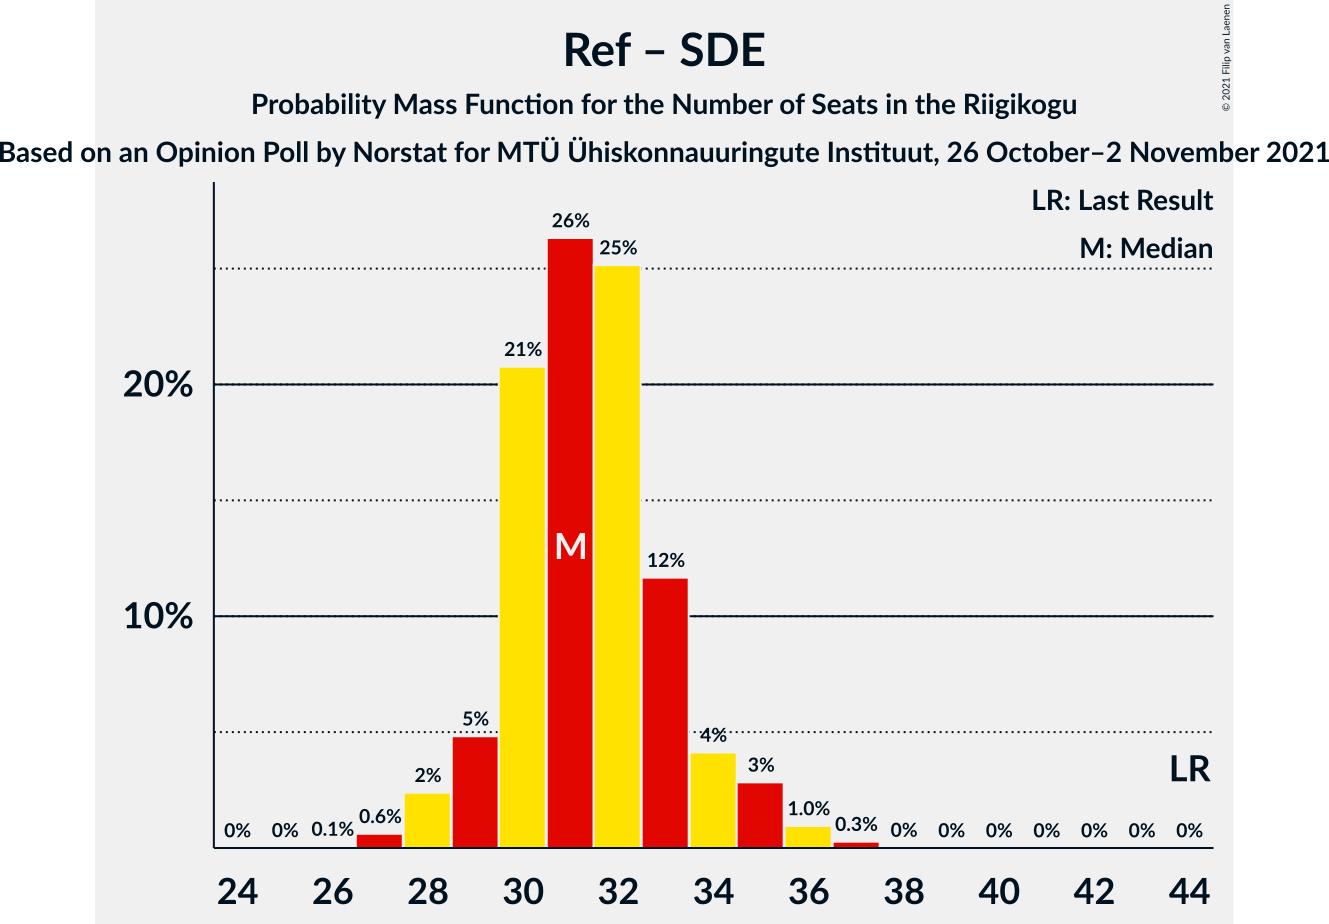 Ref – SDE
Probability Mass Function for the Number of Seats in the Riigikogu
Based on an Opinion Poll by Norstat for MTÜ Ühiskonnauuringute Instituut, 26 October–2 November 2021
© 2021 Filip van Laenen
LR: Last Result
M: Median
26%
25%
21%
20%
M
12%
10%
5%
4%
3%
2%
LR
0% 0% 0.1% 0.6% 1.0% 0.3% 0% 0% 0% 0% 0% 0% 0%
24 26 28 30 32 34 36 38 40 42 44